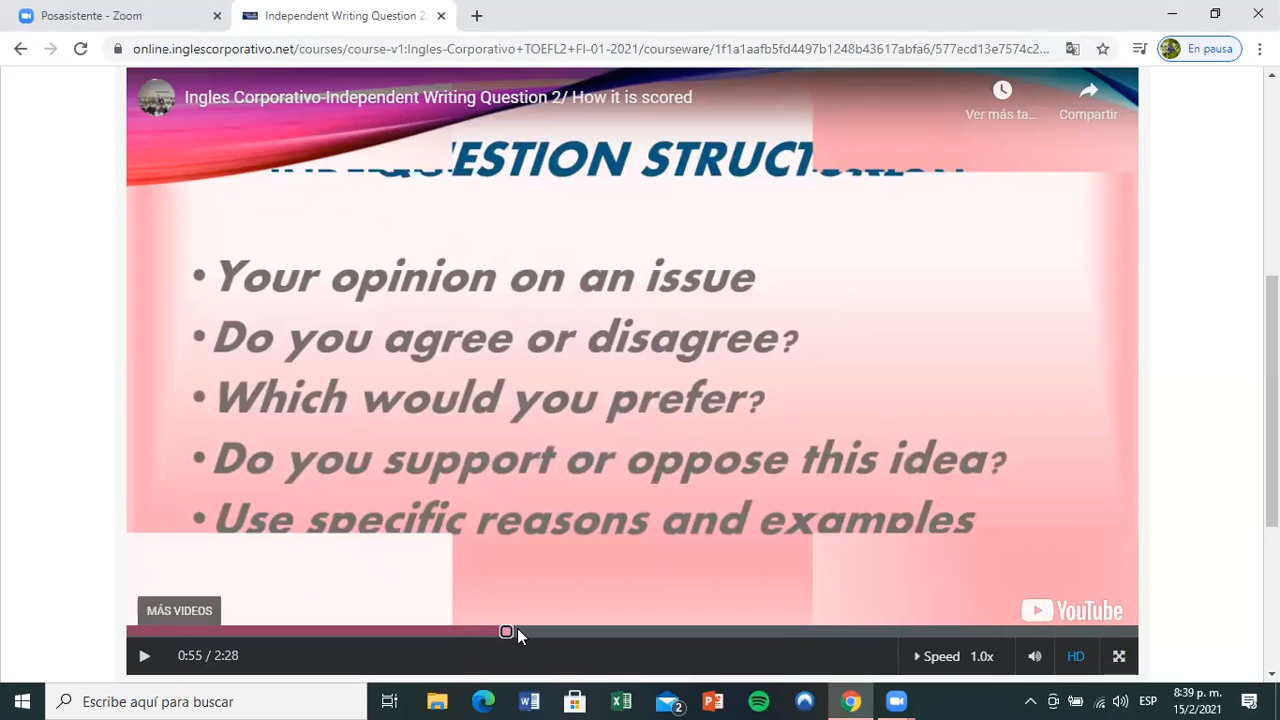 Posasistente - Zoom
Independent Writing Question 2
online.inglescorporativo.net/courses/course-v1:Ingles-Corporativo+TOEFL2+FI-01-2021/courseware/1f1a1aafb5fd4497b1248b43617abfa6/577ecd13e7574c2...
En pausa
Ingles Corporativo-Independent Writing Question 2/ How it is scored
Ver más ta...
Compartir
QUESTION STRUCT
• Your opinion on an issue
• Do you agree or disagree?
• Which would you prefer?
• Do you support or oppose this idea?
• Use specific reasons and examples
MÁS VIDEOS
YouTube
0:55 / 2:28
Speed 1.0x
HD
Escribe aquí para buscar
2
ESP
8:39 p. m.
15/2/2021